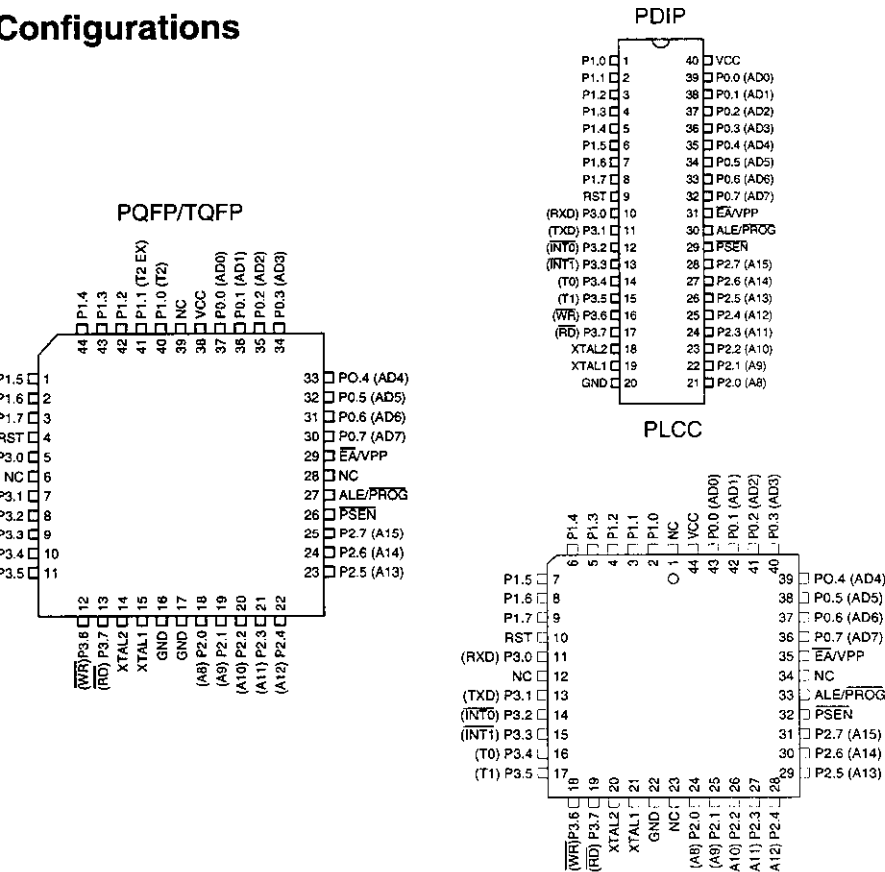 Configurations
PDIP
P1.0 1 40 VCC
P1.1 2 39 P0.0 (AD0)
P1.2 3 38 P0.1 (AD1)
P1.3 4 37 P0.2 (AD2)
P1.4 5 36 P0.3 (AD3)
P1.5 6 35 P0.4 (AD4)
P1.6 7 34 P0.5 (AD5)
P1.7 8 33 P0.6 (AD6)
RST 9 32 P0.7 (AD7)
(RXD) P3.0 10 31 EA/VPP
(TXD) P3.1 11 30 ALE/PROG
(INT0) P3.2 12 29 PSEN
(INT1) P3.3 13 28 P2.7 (A15)
(T0) P3.4 14 27 P2.6 (A14)
(T1) P3.5 15 26 P2.5 (A13)
(WR) P3.6 16 25 P2.4 (A12)
(RD) P3.7 17 24 P2.3 (A11)
XTAL2 18 23 P2.2 (A10)
XTAL1 19 22 P2.1 (A9)
GND 20 21 P2.0 (A8)
PQFP/TQFP
P1.4 P1.3 P1.2 P1.1 (T2 EX) P1.0 (T2) NC VCC P0.0 (AD0) P0.1 (AD1) P0.2 (AD2) P0.3 (AD3)
44 43 42 41 40 39 38 37 36 35 34
P1.5 1 33 PO.4 (AD4)
P1.6 2 32 P0.5 (AD5)
P1.7 3 31 P0.6 (AD6)
RST 4 30 P0.7 (AD7)
P3.0 5 29 EA/VPP
NC 6 28 NC
P3.1 7 27 ALE/PROG
P3.2 8 26 PSEN
P3.3 9 25 P2.7 (A15)
P3.4 10 24 P2.6 (A14)
P3.5 11 23 P2.5 (A13)
12 13 14 15 16 17 18 19 20 21 22
(WR)P3.6 (RD) P3.7 XTAL2 XTAL1 GND GND (A8) P2.0 (A9) P2.1 (A10) P2.2 (A11) P2.3 (A12) P2.4
PLCC
P1.4 P1.3 P1.2 P1.1 P1.0 NC VCC P0.0 (AD0) P0.1 (AD1) P0.2 (AD2) P0.3 (AD3)
6 5 4 3 2 1 44 43 42 41 40
P1.5 7 39 PO.4 (AD4)
P1.6 8 38 P0.5 (AD5)
P1.7 9 37 P0.6 (AD6)
RST 10 36 P0.7 (AD7)
(RXD) P3.0 11 35 EA/VPP
NC 12 34 NC
(TXD) P3.1 13 33 ALE/PROG
(INT0) P3.2 14 32 PSEN
(INT1) P3.3 15 31 P2.7 (A15)
(T0) P3.4 16 30 P2.6 (A14)
(T1) P3.5 17 29 P2.5 (A13)
18 19 20 21 22 23 24 25 26 27 28
(WR)P3.6 (RD) P3.7 XTAL2 XTAL1 GND NC (A8) P2.0 (A9) P2.1 A10) P2.2 A11) P2.3 A12) P2.4